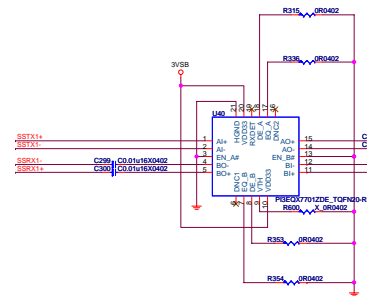 R315 0R0402
R336 0R0402
3VSB
U40
21 20 19 18 17 16
HGND VDD33 RXDET DE_A EQ_A DNC2
SSTX1+ 1 AI+ AO+ 15
SSTX1- 2 AI- AO- 14
3 EN_A# EN_B# 13
SSRX1- C299 C0.01u16X0402 4 BO- BI- 12
SSRX1+ C300 C0.01u16X0402 5 BO+ BI+ 11
DNC1 EQ_B DE_B VTH VDD33
6 7 8 9 10
PI3EQX7701ZDE_TQFN20-R
R600 X_0R0402
R353 0R0402
R354 0R0402